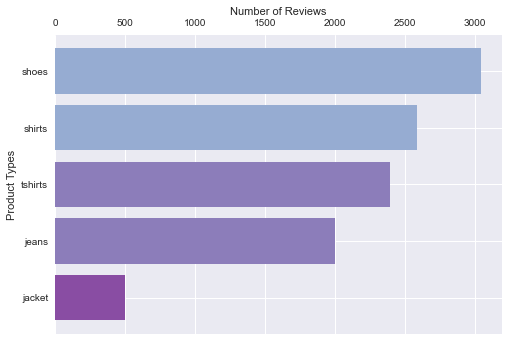 Number of Reviews
0 500 1000 1500 2000 2500 3000
Product Types
shoes
shirts
tshirts
jeans
jacket